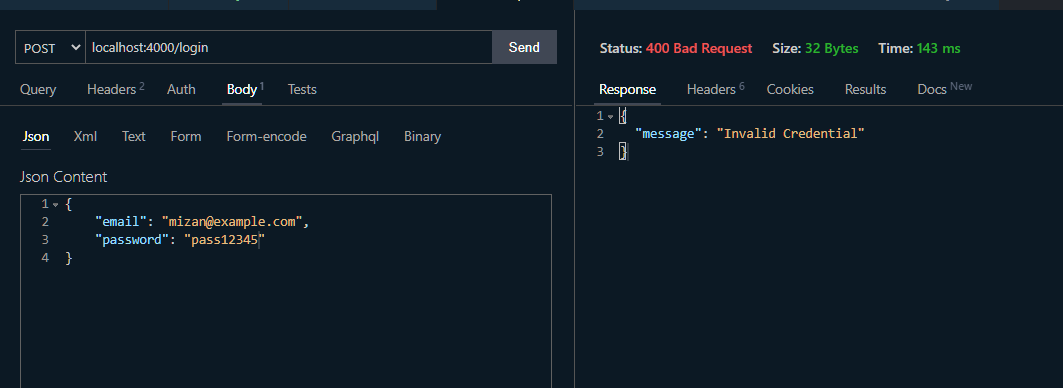 POST localhost:4000/login Send
Query Headers 2 Auth Body 1 Tests
Json Xml Text Form Form-encode Graphql Binary
Json Content
1 {
2 "email": "mizan@example.com",
3 "password": "pass12345"
4 }
Status: 400 Bad Request Size: 32 Bytes Time: 143 ms
Response Headers 6 Cookies Results Docs New
1 {
2 "message": "Invalid Credential"
3 }